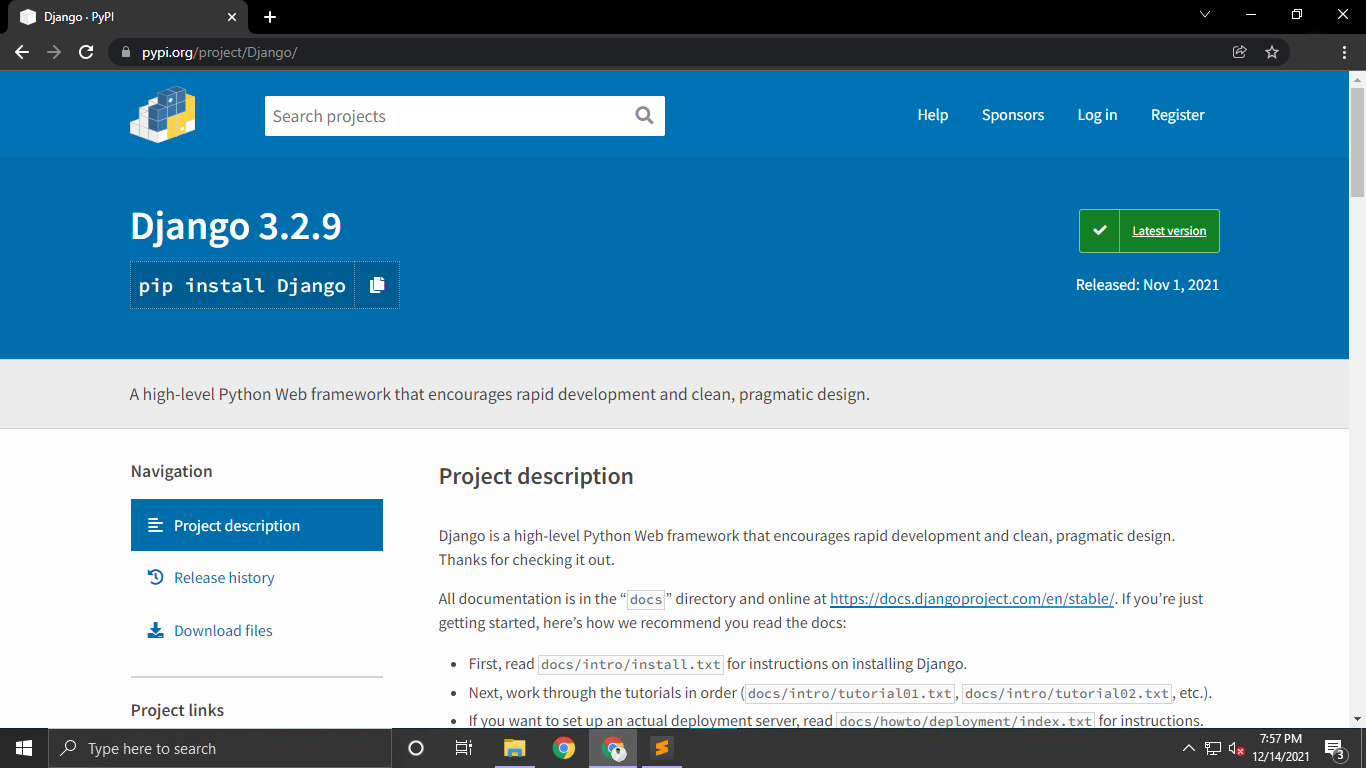 Django · PyPI
pypi.org/project/Django/
Search projects
Help
Sponsors
Log in
Register
Django 3.2.9
Latest version
pip install Django
Released: Nov 1, 2021
A high-level Python Web framework that encourages rapid development and clean, pragmatic design.
Navigation
Project description
Release history
Download files
Project links
Project description
Django is a high-level Python Web framework that encourages rapid development and clean, pragmatic design.
Thanks for checking it out.
All documentation is in the “docs” directory and online at https://docs.djangoproject.com/en/stable/. If you’re just
getting started, here’s how we recommend you read the docs:
• First, read docs/intro/install.txt for instructions on installing Django.
• Next, work through the tutorials in order (docs/intro/tutorial01.txt, docs/intro/tutorial02.txt, etc.).
• If you want to set up an actual deployment server, read docs/howto/deployment/index.txt for instructions.
Type here to search
7:57 PM
12/14/2021
3